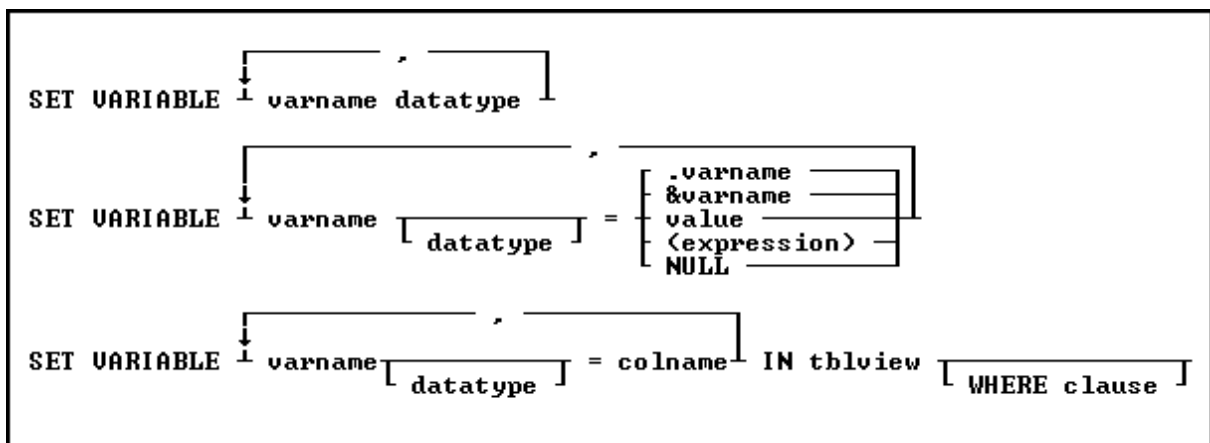 ,
SET VARIABLE varname datatype
,
.varname
&varname
SET VARIABLE varname = value
datatype (expression)
NULL
,
SET VARIABLE varname = colname IN tblview
datatype WHERE clause